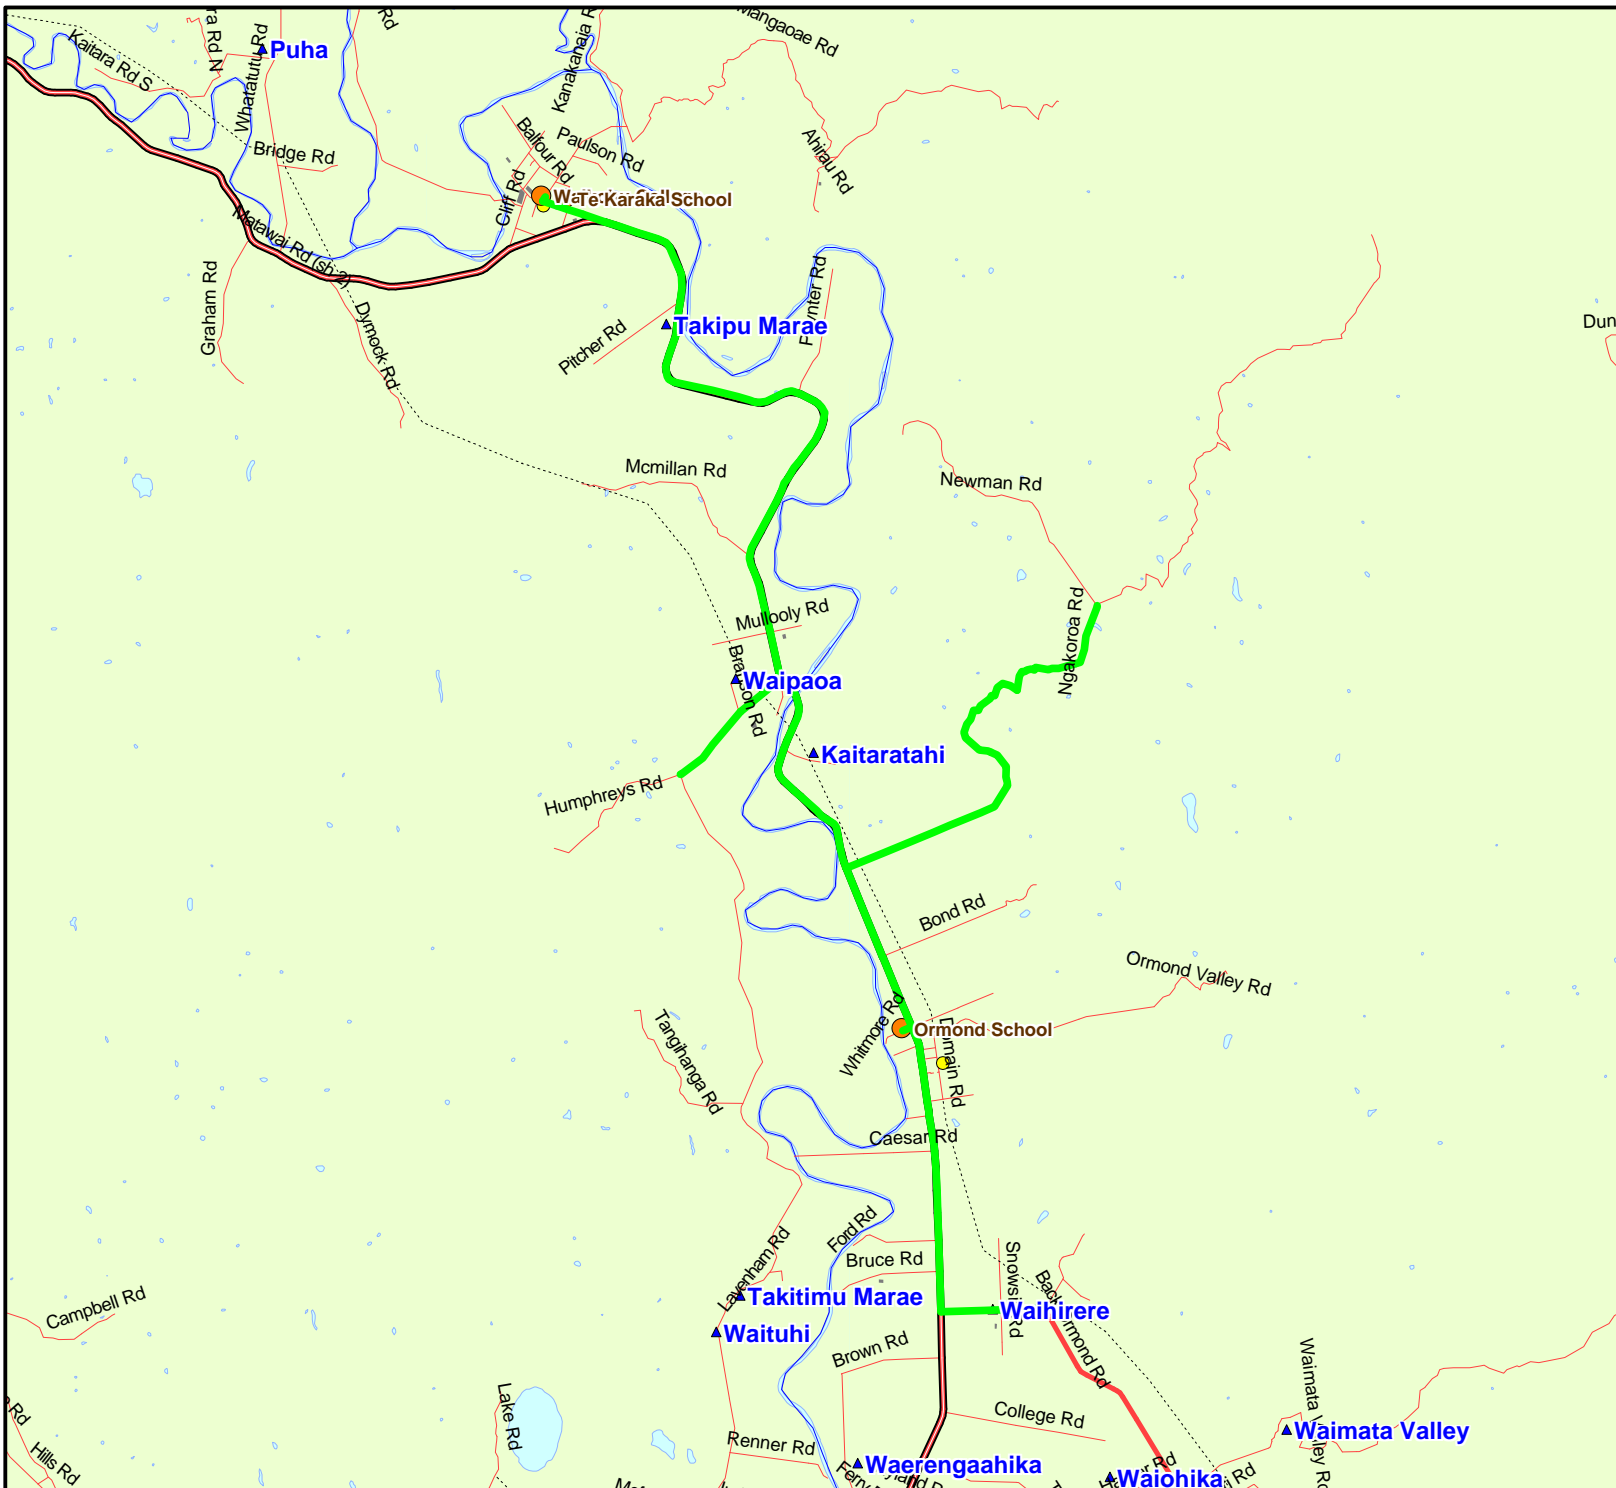 Kaitara Rd S
Whatatutu Rd
Puha
Bridge Rd
Kanakanaia
Mangaoae Rd
Balfour Rd
Paulson Rd
Ahirau Rd
Cliff Rd
Te Karaka School
Matawai Rd (sh 2)
Graham Rd
Dymock Rd
Pitcher Rd
Takipu Marae
Mcmillan Rd
Newman Rd
Mullooly Rd
Ngakoroa Rd
Waipaoa
Kaitaratahi
Humphreys Rd
Bond Rd
Ormond Valley Rd
Whitmore Rd
Ormond School
Tangihanga Rd
Caesar Rd
Ford Rd
Bruce Rd
Lavenham Rd
Takitimu Marae
Waihirere
Waituhi
Campbell Rd
Brown Rd
Lake Rd
College Rd
Renner Rd
Hills Rd
Waerengaahika
Waimata Valley
Waiohika